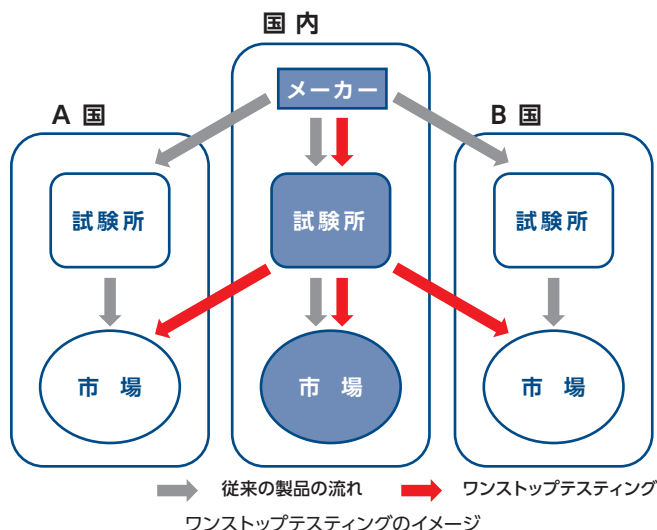 国内
メーカー
A 国
B 国
試験所
試験所
試験所
市 場
市 場
市 場
従来の製品の流れ
ワンストップテスティング
ワンストップテスティングのイメージ